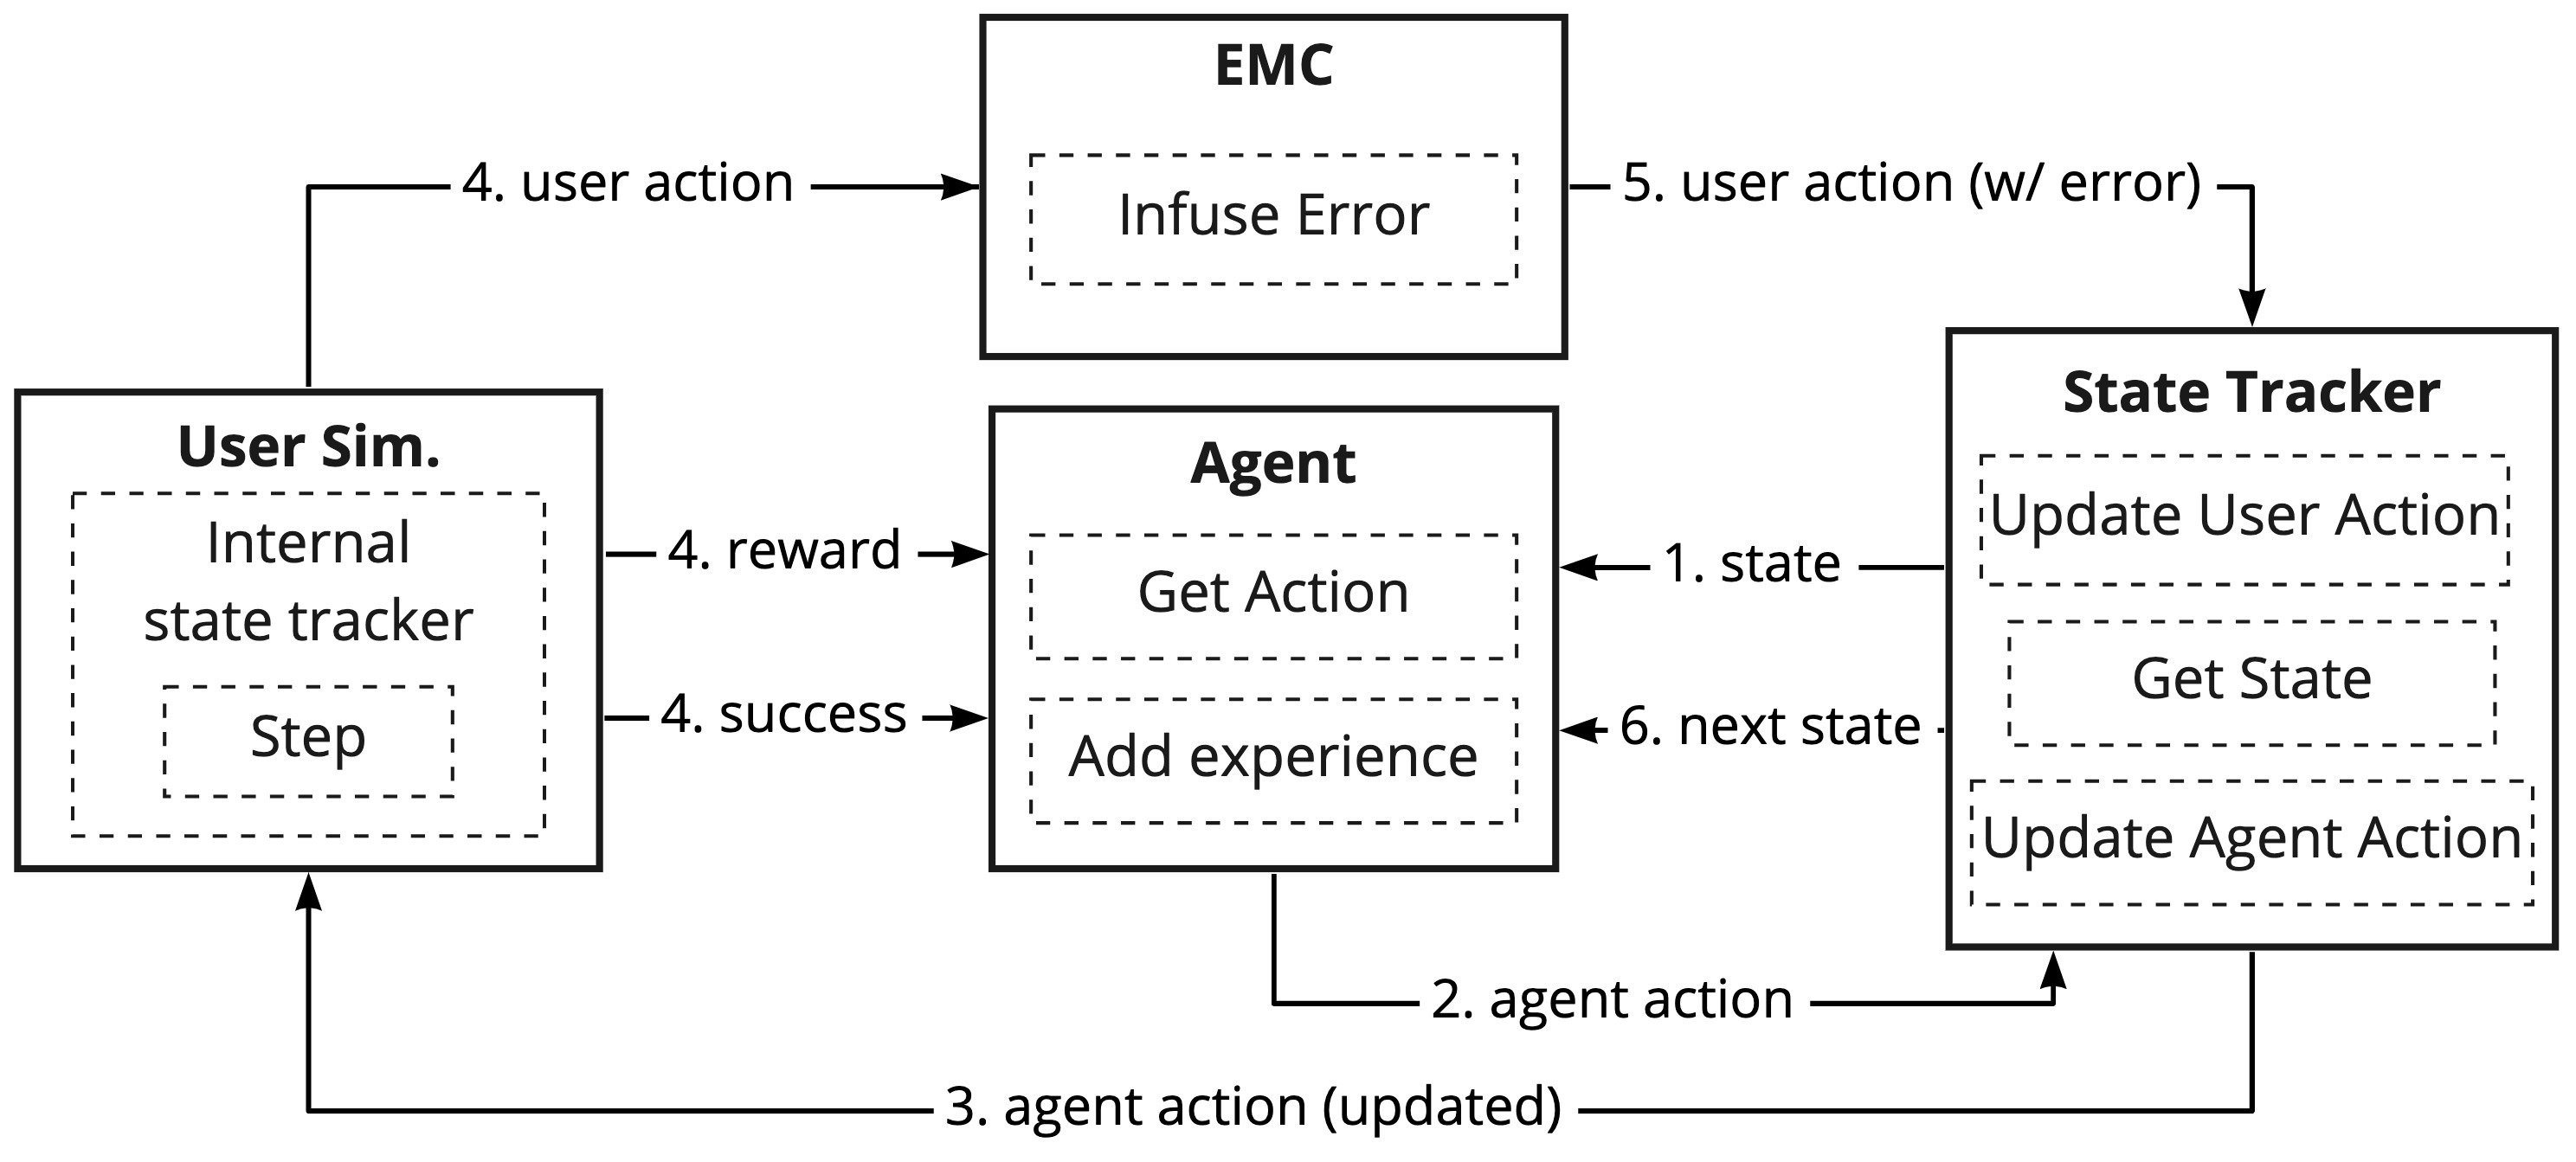 EMC
Infuse Error
4. user action
5. user action (w/ error)
User Sim.
Internal
state tracker
Step
4. reward
4. success
Agent
Get Action
Add experience
1. state
6. next state
State Tracker
Update User Action
Get State
Update Agent Action
2. agent action
3. agent action (updated)